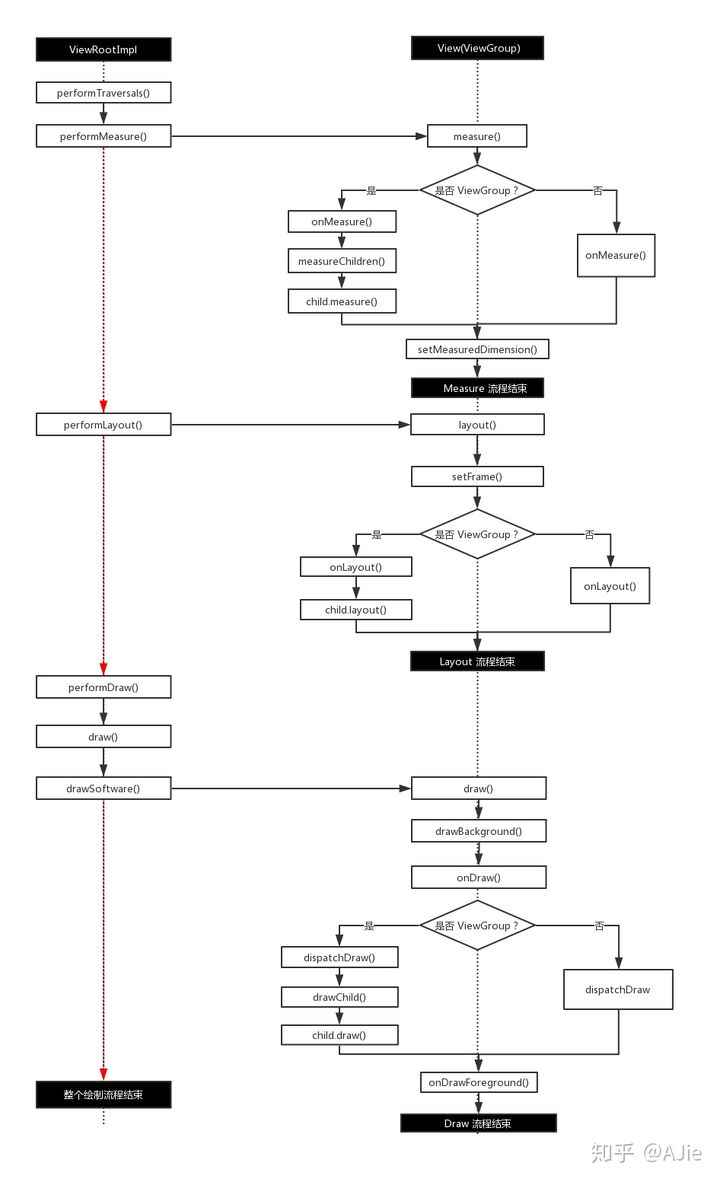 ViewRootImpl
View(ViewGroup)
performTraversals()
performMeasure()
measure()
是否 ViewGroup ?
是
否
onMeasure()
onMeasure()
measureChildren()
child.measure()
setMeasuredDimension()
Measure 流程结束
performLayout()
layout()
setFrame()
是否 ViewGroup ?
是
否
onLayout()
onLayout()
child.layout()
Layout 流程结束
performDraw()
draw()
drawSoftware()
draw()
drawBackground()
onDraw()
是否 ViewGroup ?
是
否
dispatchDraw()
dispatchDraw
drawChild()
child.draw()
onDrawForeground()
整个绘制流程结束
Draw 流程结束
知乎 @AJie